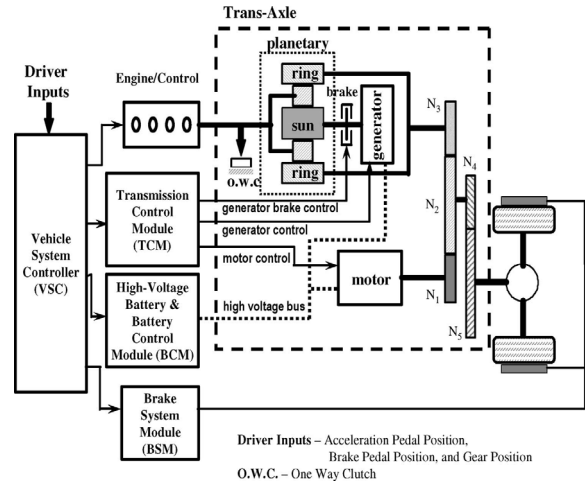 Trans-Axle
planetary
Driver
Inputs
Engine/Control
ring
brake
sun
generator
ring
o.w.c
N3
N4
N2
N1
N5
Vehicle
System
Controller
(VSC)
Transmission
Control
Module
(TCM)
generator brake control
generator control
motor control
motor
High-Voltage
Battery &
Battery
Control
Module (BCM)
high voltage bus
Brake
System
Module
(BSM)
Driver Inputs – Acceleration Pedal Position,
Brake Pedal Position, and Gear Position
O.W.C. – One Way Clutch